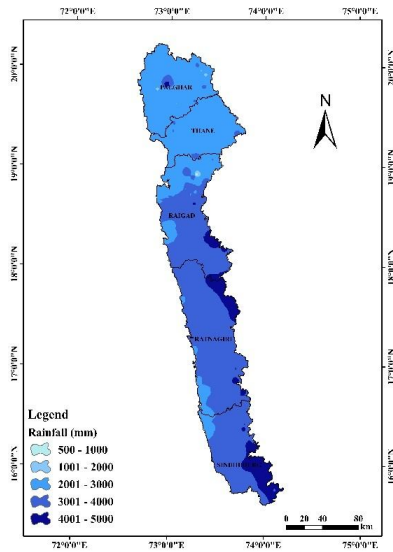 72°0'0"N 73°0'0"N 74°0'0"N 75°0'0"N
20°0'0"N
20°0'0"N
PALGHAR
N
THANE
19°0'0"N
19°0'0"N
RAIGAD
18°0'0"N
18°0'0"N
RATNAGIRI
17°0'0"N
17°0'0"N
Legend
Rainfall (mm)
500 - 1000
1001 - 2000
2001 - 3000
3001 - 4000
4001 - 5000
16°0'0"N
16°0'0"N
0 20 40 80
km
72°0'0"N 73°0'0"N 74°0'0"N 75°0'0"N